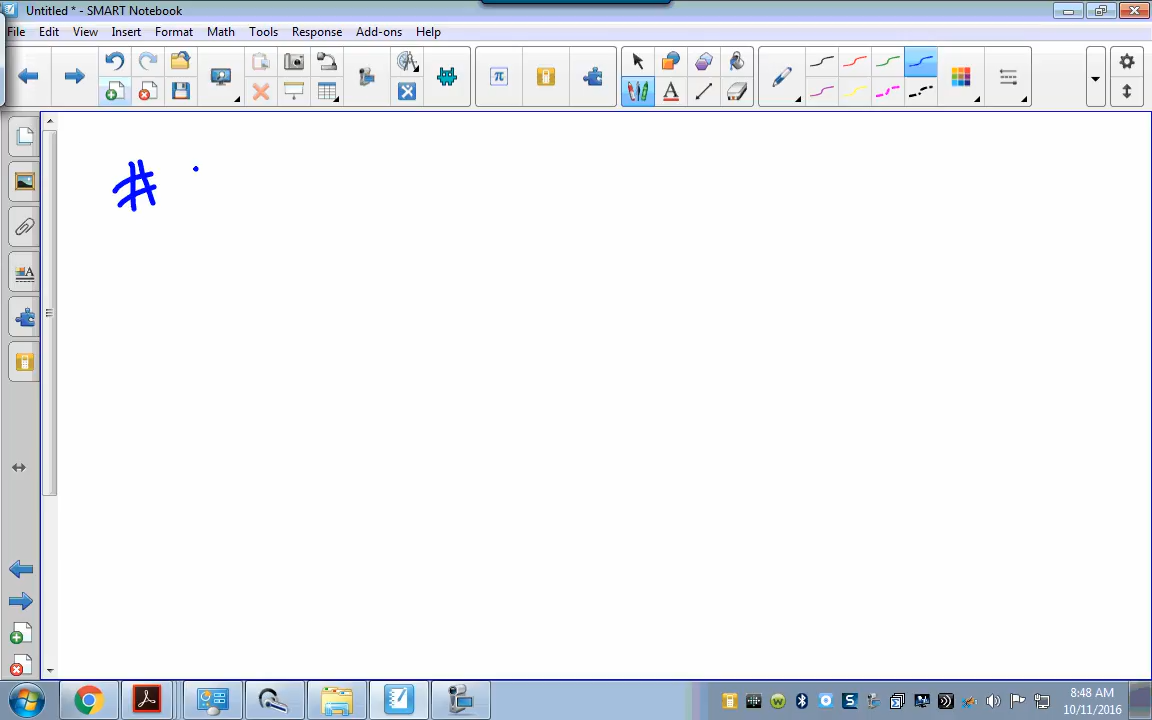 Untitled * - SMART Notebook
File Edit View Insert Format Math Tools Response Add-ons Help
π
A
#
8:48 AM
10/11/2016